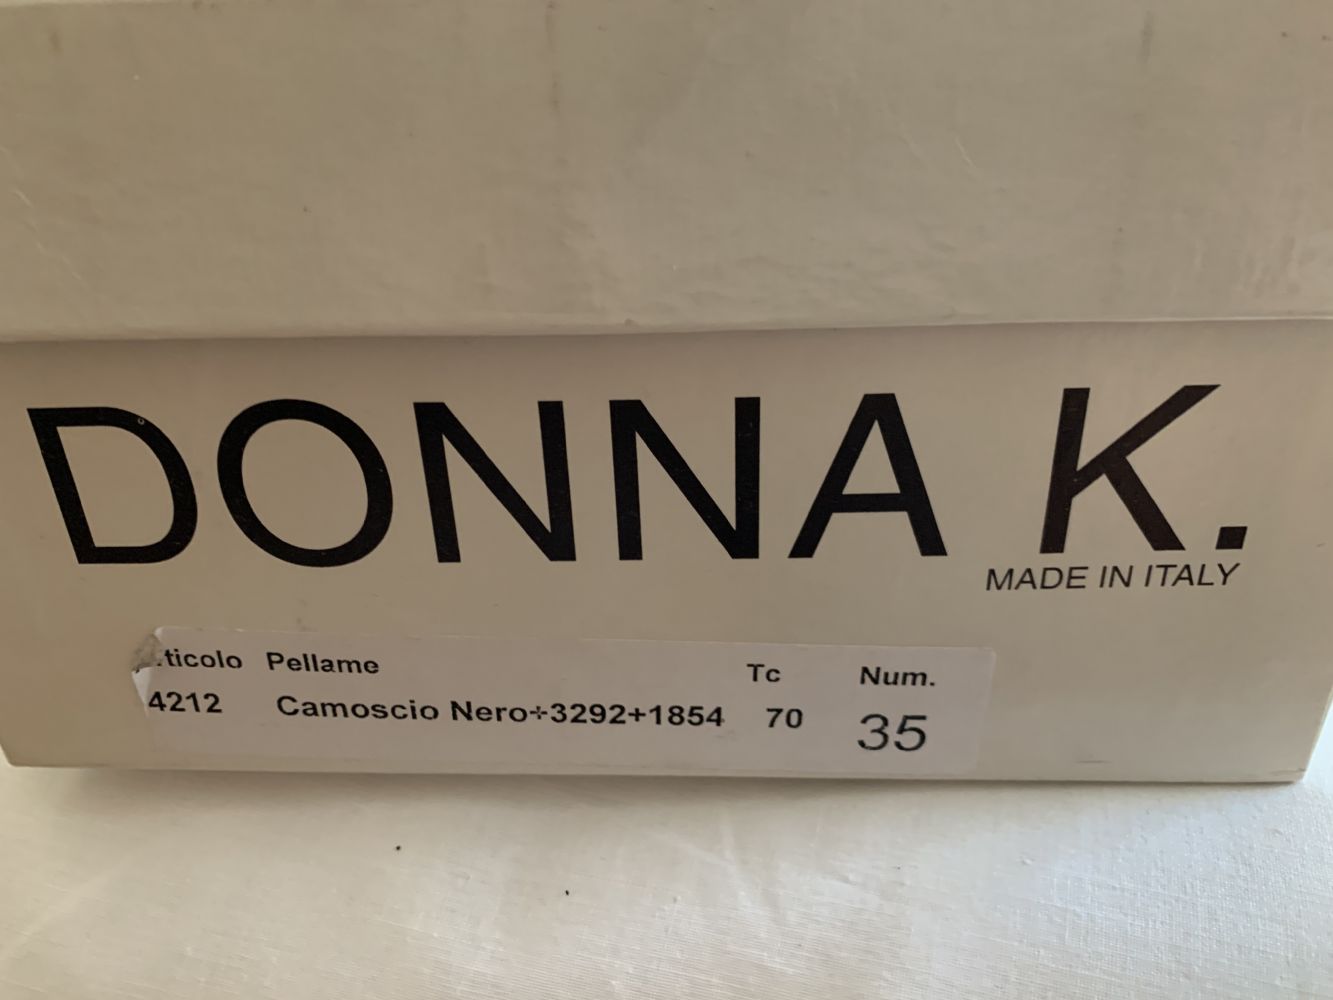 DONNA K.
MADE IN ITALY
ticolo Pellame Tc Num.
4212 Camoscio Nero÷3292+1854 70 35